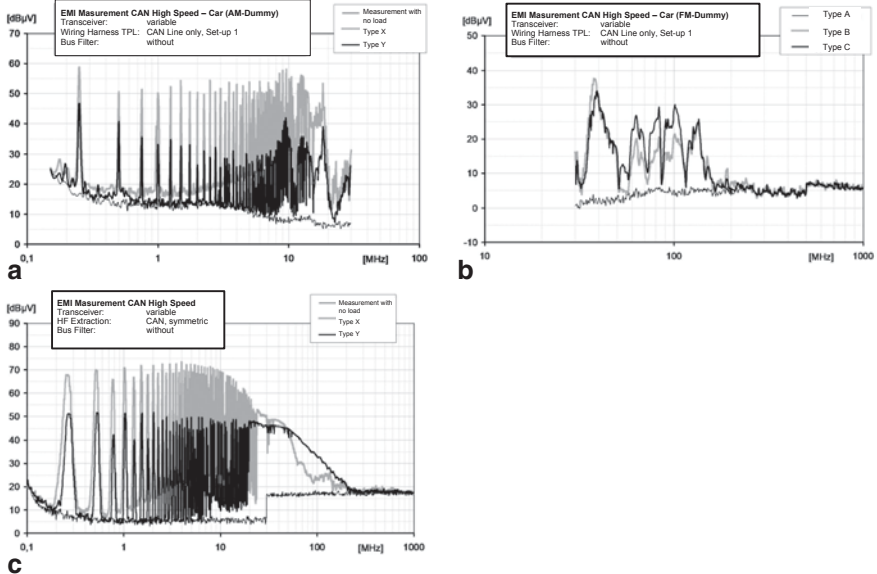 [dBµV]
EMI Masurement CAN High Speed – Car (AM-Dummy)
Transceiver: variable
Wiring Harness TPL: CAN Line only, Set-up 1
Bus Filter: without
Measurement with
no load
Type X
Type Y
70
60
50
40
30
20
10
0
0,1
1
10
[MHz]
100
a
[dBµV]
EMI Masurement CAN High Speed – Car (FM-Dummy)
Transceiver: variable
Wiring Harness TPL: CAN Line only, Set-up 1
Bus Filter: without
Type A
Type B
Type C
50
40
30
20
10
0
-10
10
100
[MHz]
1000
b
[dBµV]
EMI Masurement CAN High Speed
Transceiver: variable
HF Extraction: CAN, symmetric
Bus Filter: without
Measurement with
no load
Type X
Type Y
90
80
70
60
50
40
30
20
10
0
0,1
1
10
100
[MHz]
1000
c